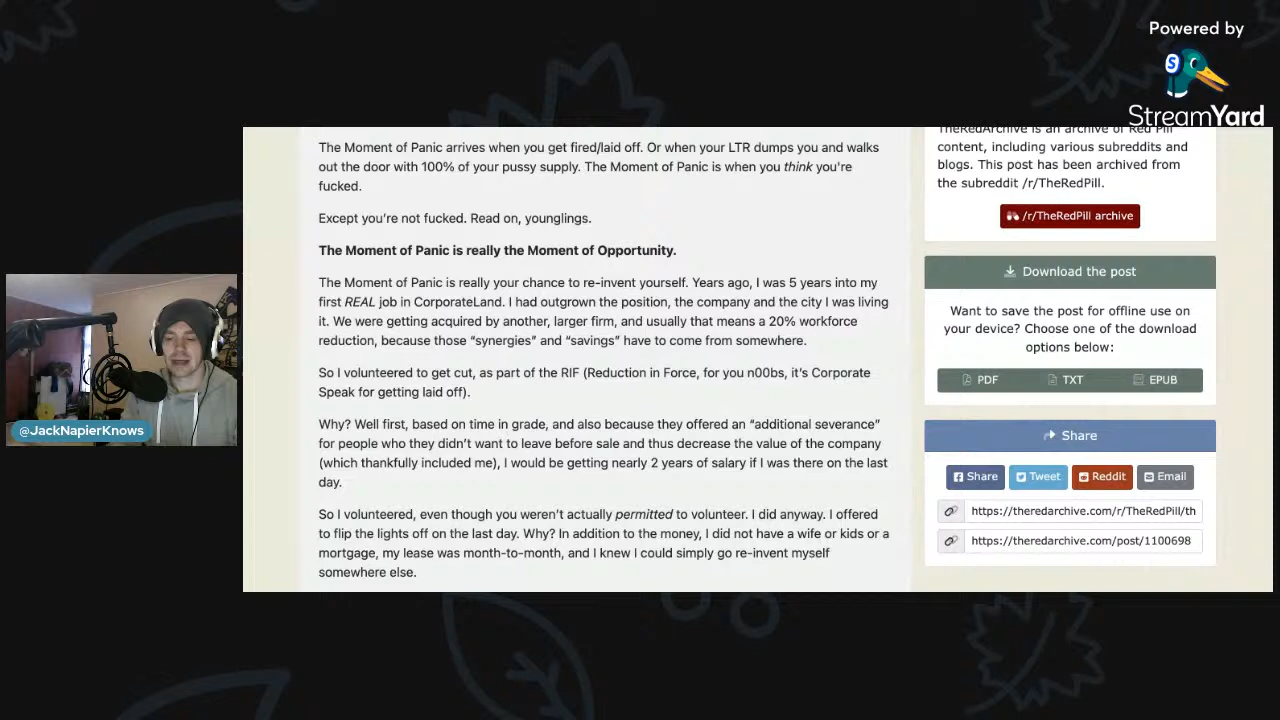 Powered by
S
StreamYard
The Moment of Panic arrives when you get fired/laid off. Or when your LTR dumps you and walks
out the door with 100% of your pussy supply. The Moment of Panic is when you think you're
fucked.
Except you're not fucked. Read on, younglings.
The Moment of Panic is really the Moment of Opportunity.
The Moment of Panic is really your chance to re-invent yourself. Years ago, I was 5 years into my
first REAL job in CorporateLand. I had outgrown the position, the company and the city I was living
it. We were getting acquired by another, larger firm, and usually that means a 20% workforce
reduction, because those “synergies” and “savings” have to come from somewhere.
So I volunteered to get cut, as part of the RIF (Reduction in Force, for you n00bs, it's Corporate
Speak for getting laid off).
Why? Well first, based on time in grade, and also because they offered an “additional severance”
for people who they didn't want to leave before sale and thus decrease the value of the company
(which thankfully included me), I would be getting nearly 2 years of salary if I was there on the last
day.
So I volunteered, even though you weren't actually permitted to volunteer. I did anyway. I offered
to flip the lights off on the last day. Why? In addition to the money, I did not have a wife or kids or a
mortgage, my lease was month-to-month, and I knew I could simply go re-invent myself
somewhere else.
TheRedArchive is an archive of Red Pill
content, including various subreddits and
blogs. This post has been archived from
the subreddit /r/TheRedPill.
/r/TheRedPill archive
Download the post
Want to save the post for offline use on
your device? Choose one of the download
options below:
PDF TXT EPUB
Share
Share Tweet Reddit Email
https://theredarchive.com/r/TheRedPill/th
https://theredarchive.com/post/1100698
@JackNapierKnows